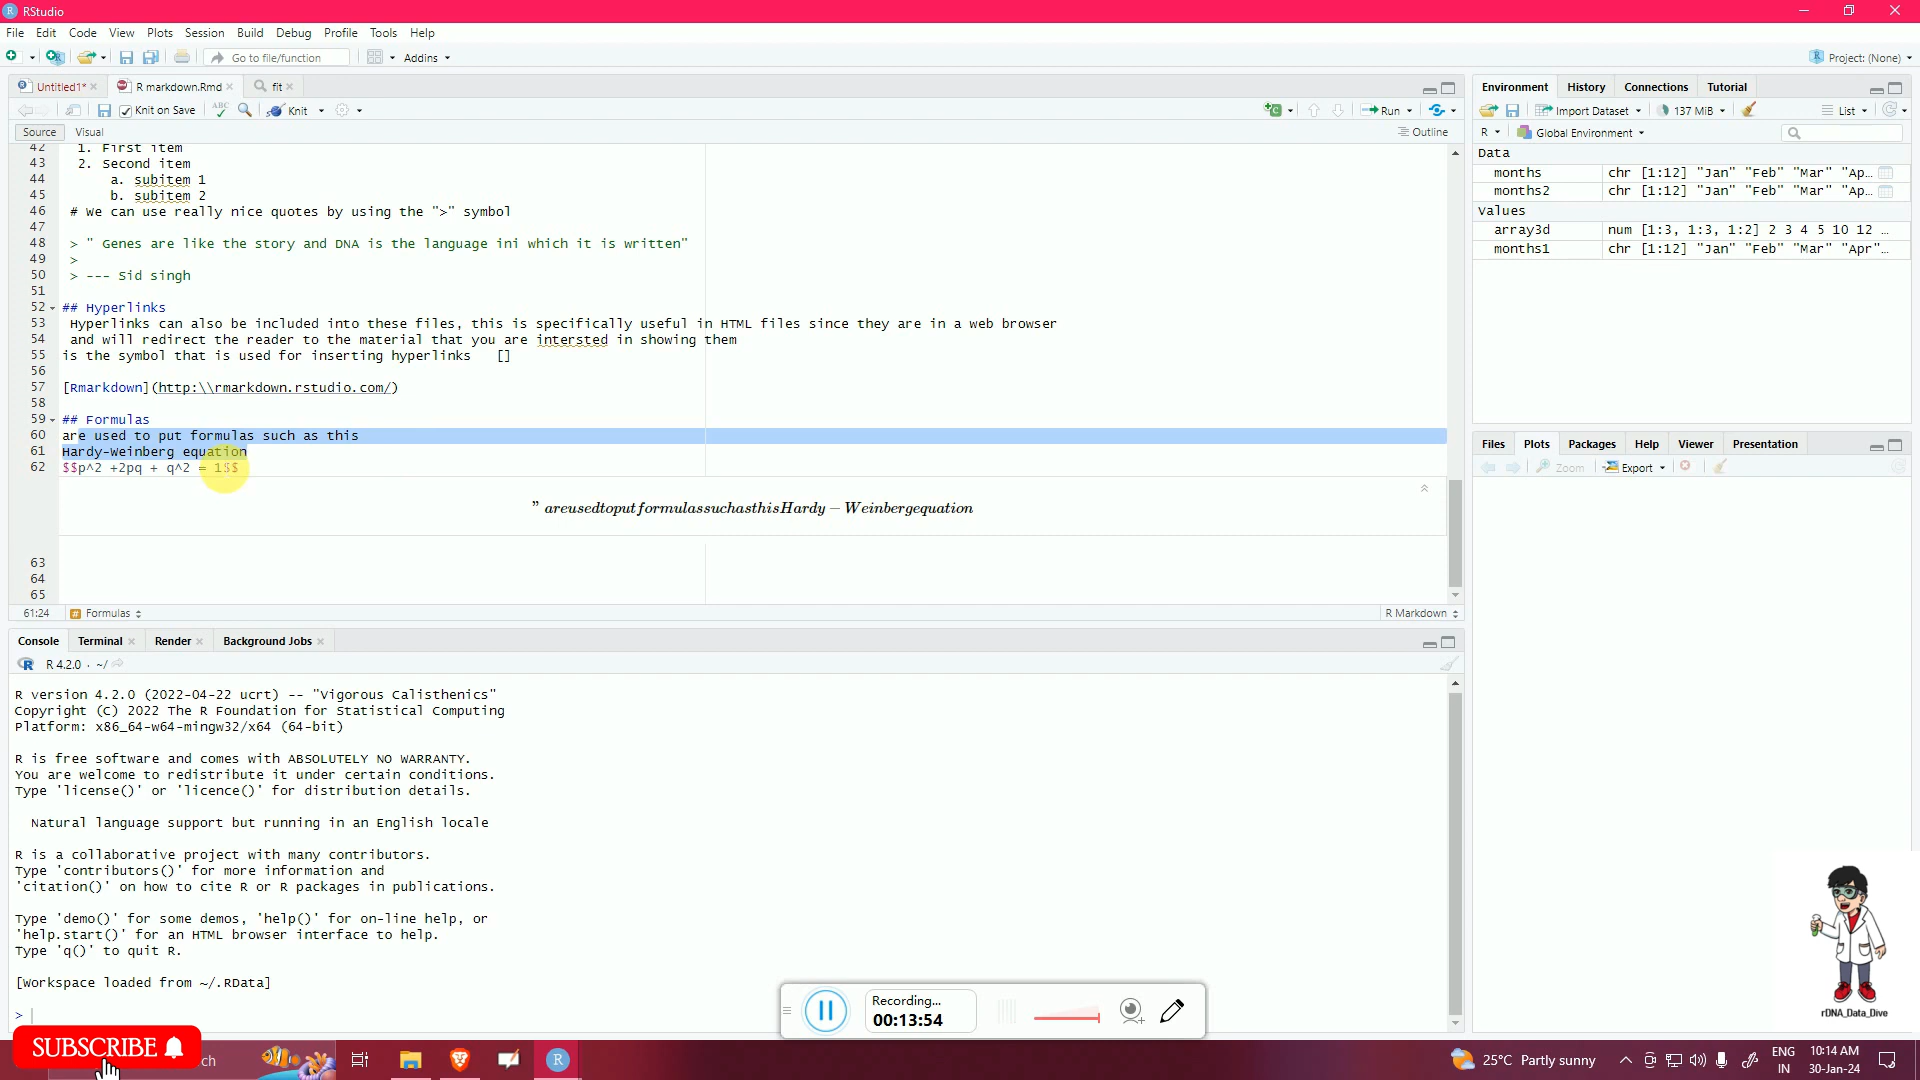 RStudio
File Edit Code View Plots Session Build Debug Profile Tools Help
Go to file/function Addins Project: (None)
Untitled1* R markdown.Rmd fit
Knit on Save ABC Knit Run
Source Visual Outline
42 1. First item
43 2. Second item
44 a. subitem 1
45 b. subitem 2
46 # we can use really nice quotes by using the ">" symbol
47
48 > " Genes are like the story and DNA is the language ini which it is written"
49 >
50 > --- Sid singh
51
52 ## Hyperlinks
53 Hyperlinks can also be included into these files, this is specifically useful in HTML files since they are in a web browser
54 and will redirect the reader to the material that you are intersted in showing them
55 is the symbol that is used for inserting hyperlinks []
56
57 [Rmarkdown](http:\\rmarkdown.rstudio.com/)
58
59 ## Formulas
60 are used to put formulas such as this
61 Hardy-Weinberg equation
62 $$p^2 +2pq + q^2 = 1$$
" areusedtoputformulassuchasthisHardy − Weinbergequation
63
64
65
61:24 # Formulas R Markdown
Console Terminal Render Background Jobs
R 4.2.0 · ~/
R version 4.2.0 (2022-04-22 ucrt) -- "Vigorous Calisthenics"
Copyright (C) 2022 The R Foundation for Statistical Computing
Platform: x86_64-w64-mingw32/x64 (64-bit)
R is free software and comes with ABSOLUTELY NO WARRANTY.
You are welcome to redistribute it under certain conditions.
Type 'license()' or 'licence()' for distribution details.
Natural language support but running in an English locale
R is a collaborative project with many contributors.
Type 'contributors()' for more information and
'citation()' on how to cite R or R packages in publications.
Type 'demo()' for some demos, 'help()' for on-line help, or
'help.start()' for an HTML browser interface to help.
Type 'q()' to quit R.
[Workspace loaded from ~/.RData]
>
Environment History Connections Tutorial
Import Dataset 137 MiB List
R Global Environment
Data
months chr [1:12] "Jan" "Feb" "Mar" "Ap...
months2 chr [1:12] "Jan" "Feb" "Mar" "Ap...
Values
array3d num [1:3, 1:3, 1:2] 2 3 4 5 10 12 ...
months1 chr [1:12] "Jan" "Feb" "Mar" "Apr"...
Files Plots Packages Help Viewer Presentation
Zoom Export
Recording...
00:13:54
rDNA_Data_Dive
SUBSCRIBE
ch
25°C Partly sunny
ENG
IN
10:14 AM
30-Jan-24